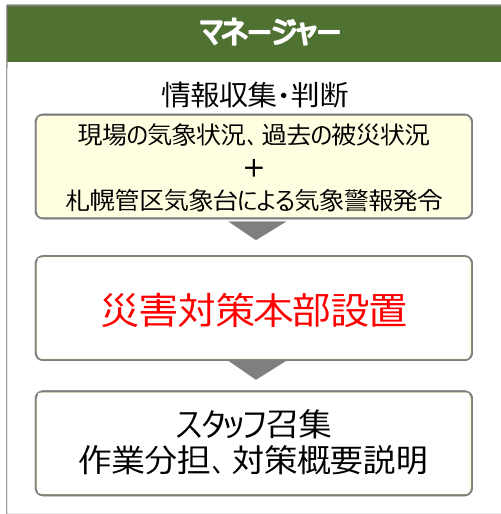 マネージャー
情報収集・判断
現場の気象状況、過去の被災状況
+
札幌管区気象台による気象警報発令
災害対策本部設置
スタッフ召集
作業分担、対策概要説明